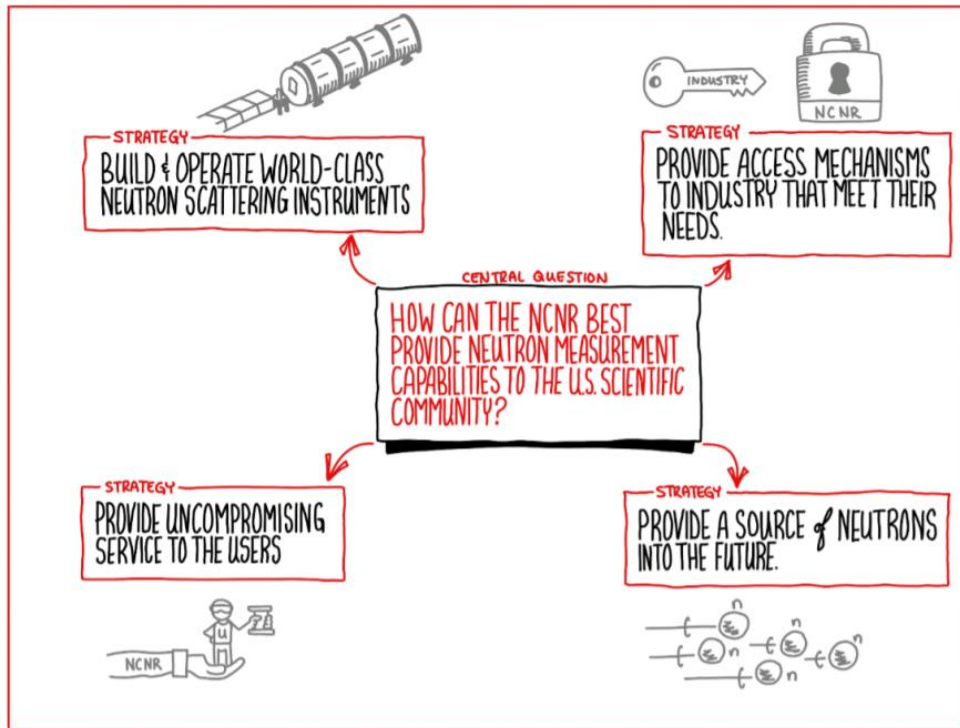 INDUSTRY
NCNR
STRATEGY
BUILD & OPERATE WORLD-CLASS
NEUTRON SCATTERING INSTRUMENTS
STRATEGY
PROVIDE ACCESS MECHANISMS
TO INDUSTRY THAT MEET THEIR
NEEDS.
CENTRAL QUESTION
HOW CAN THE NCNR BEST
PROVIDE NEUTRON MEASUREMENT
CAPABILITIES TO THE U.S. SCIENTIFIC
COMMUNITY?
STRATEGY
PROVIDE UNCOMPROMISING
SERVICE TO THE USERS
STRATEGY
PROVIDE A SOURCE of NEUTRONS
INTO THE FUTURE.
U
NCNR
n
n
n
n
n